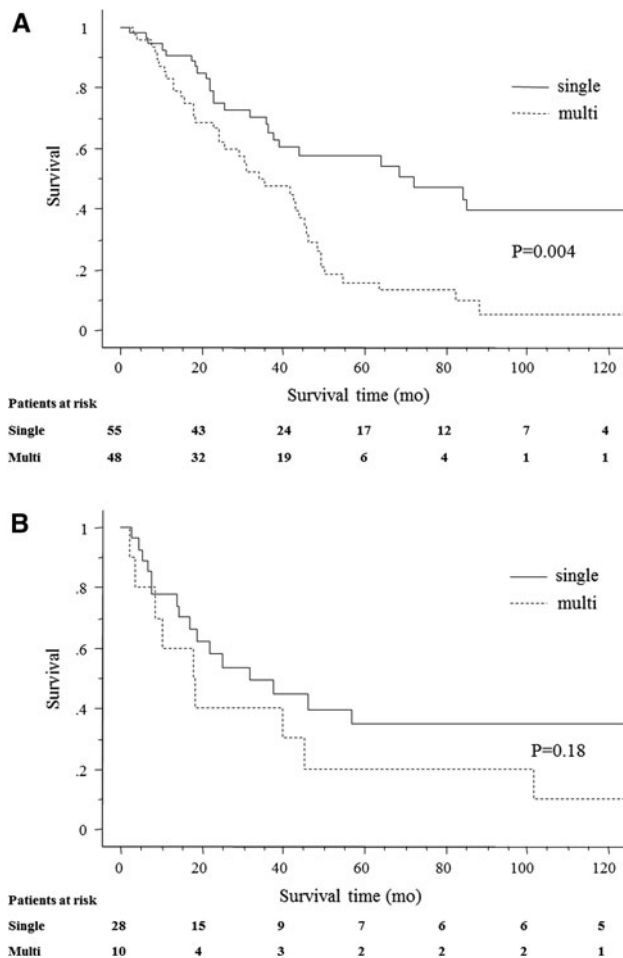 A
1
.8
.6
.4
.2
0
Survival
single
multi
P=0.004
0 20 40 60 80 100 120
Survival time (mo)
Patients at risk
Single 55 43 24 17 12 7 4
Multi 48 32 19 6 4 1 1
B
1
.8
.6
.4
.2
0
Survival
single
multi
P=0.18
0 20 40 60 80 100 120
Survival time (mo)
Patients at risk
Single 28 15 9 7 6 6 5
Multi 10 4 3 2 2 2 1